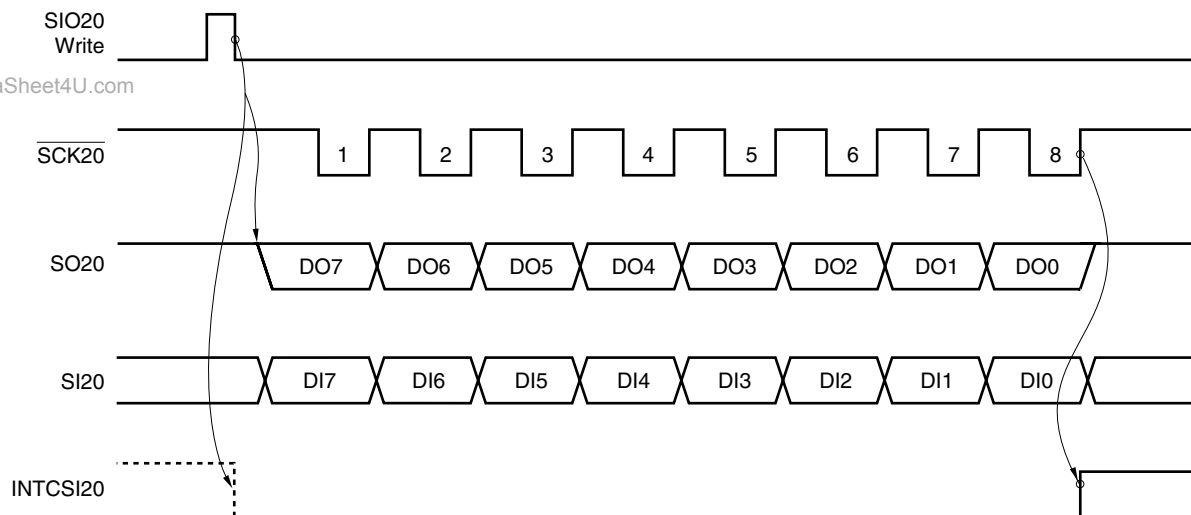 SIO20
Write
aSheet4U.com
SCK20
1 2 3 4 5 6 7 8
SO20
DO7 DO6 DO5 DO4 DO3 DO2 DO1 DO0
SI20
DI7 DI6 DI5 DI4 DI3 DI2 DI1 DI0
INTCSI20